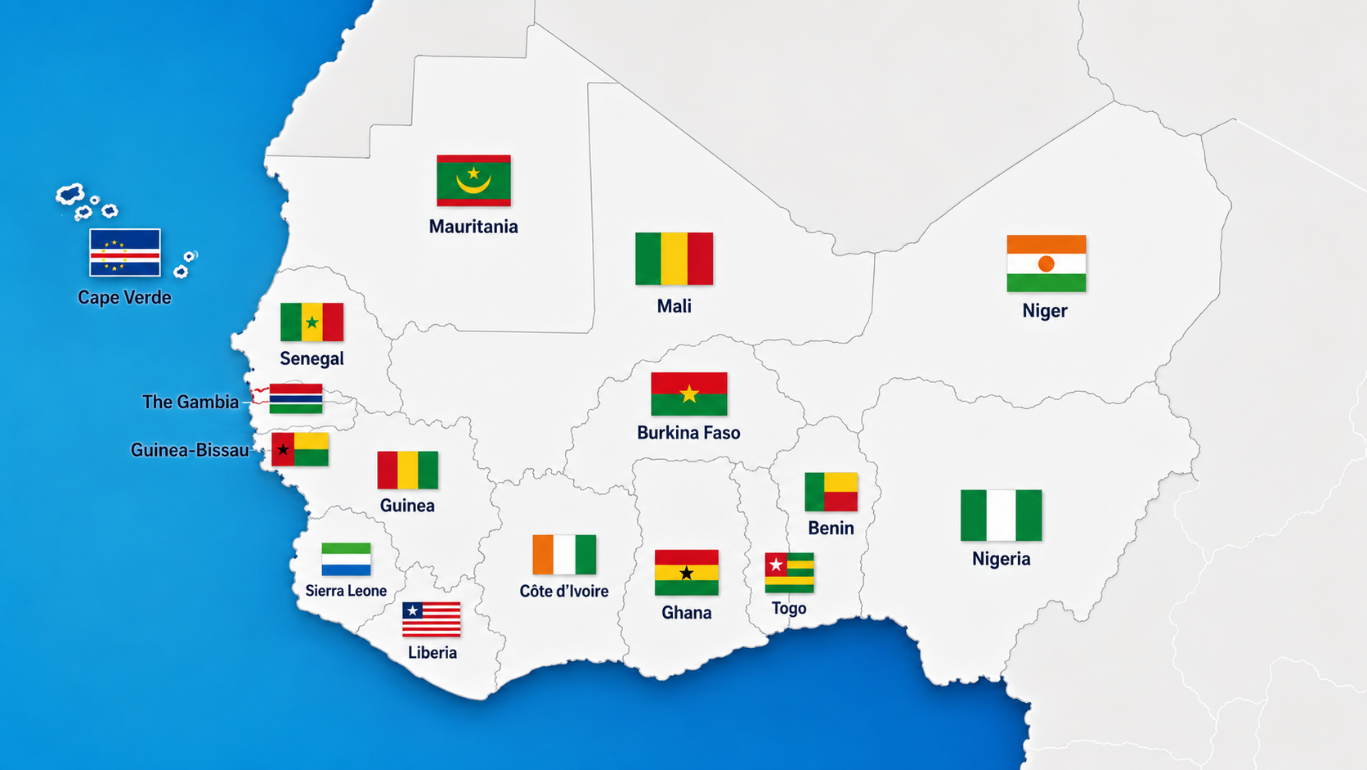 Mauritania
Mali
Niger
Cape Verde
Senegal
The Gambia
Burkina Faso
Guinea-Bissau
Guinea
Benin
Nigeria
Sierra Leone
Côte d'Ivoire
Ghana
Togo
Liberia